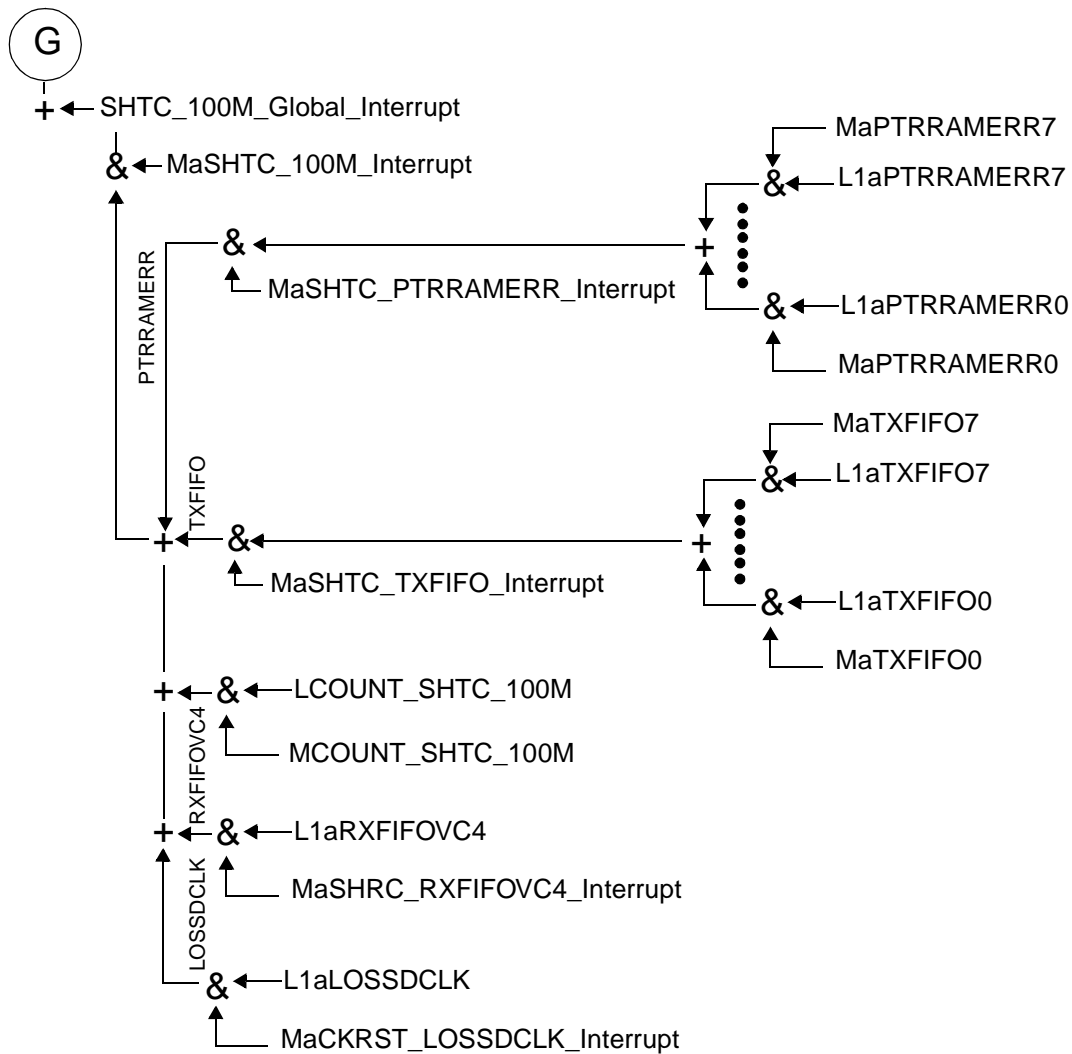 G
+ SHTC_100M_Global_Interrupt
& MaSHTC_100M_Interrupt
MaPTRRAMERR7
& L1aPTRRAMERR7
PTRRAMERR
& +
MaSHTC_PTRRAMERR_Interrupt
& L1aPTRRAMERR0
MaPTRRAMERR0
MaTXFIFO7
& L1aTXFIFO7
TXFIFO
+ & +
MaSHTC_TXFIFO_Interrupt
& L1aTXFIFO0
MaTXFIFO0
+ & LCOUNT_SHTC_100M
MCOUNT_SHTC_100M
RXFIFOVC4
+ & L1aRXFIFOVC4
MaSHRC_RXFIFOVC4_Interrupt
LOSSDCLK
& L1aLOSSDCLK
MaCKRST_LOSSDCLK_Interrupt